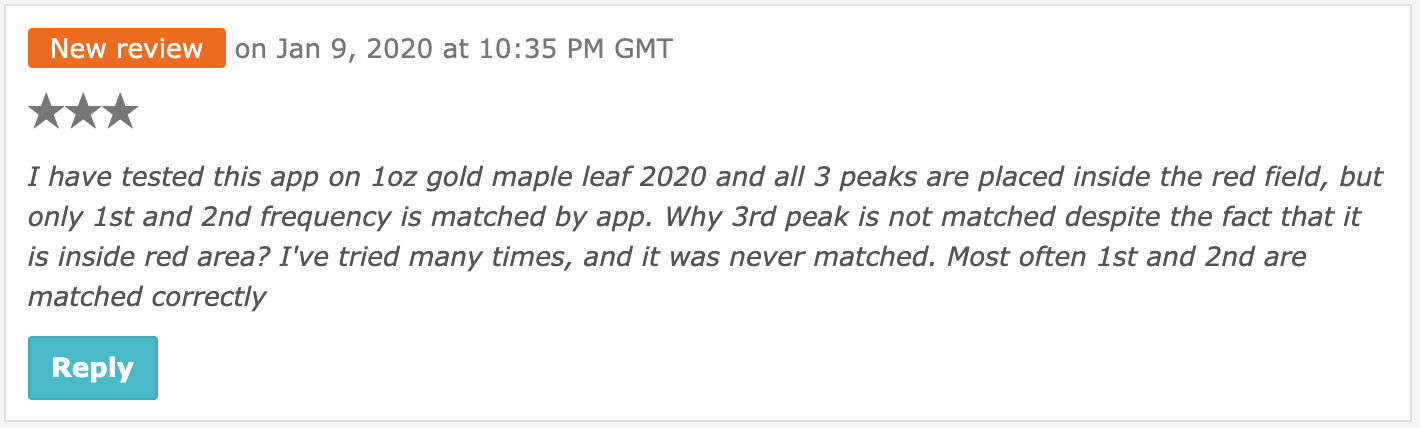 New review on Jan 9, 2020 at 10:35 PM GMT
I have tested this app on 1oz gold maple leaf 2020 and all 3 peaks are placed inside the red field, but
only 1st and 2nd frequency is matched by app. Why 3rd peak is not matched despite the fact that it
is inside red area? I've tried many times, and it was never matched. Most often 1st and 2nd are
matched correctly
Reply